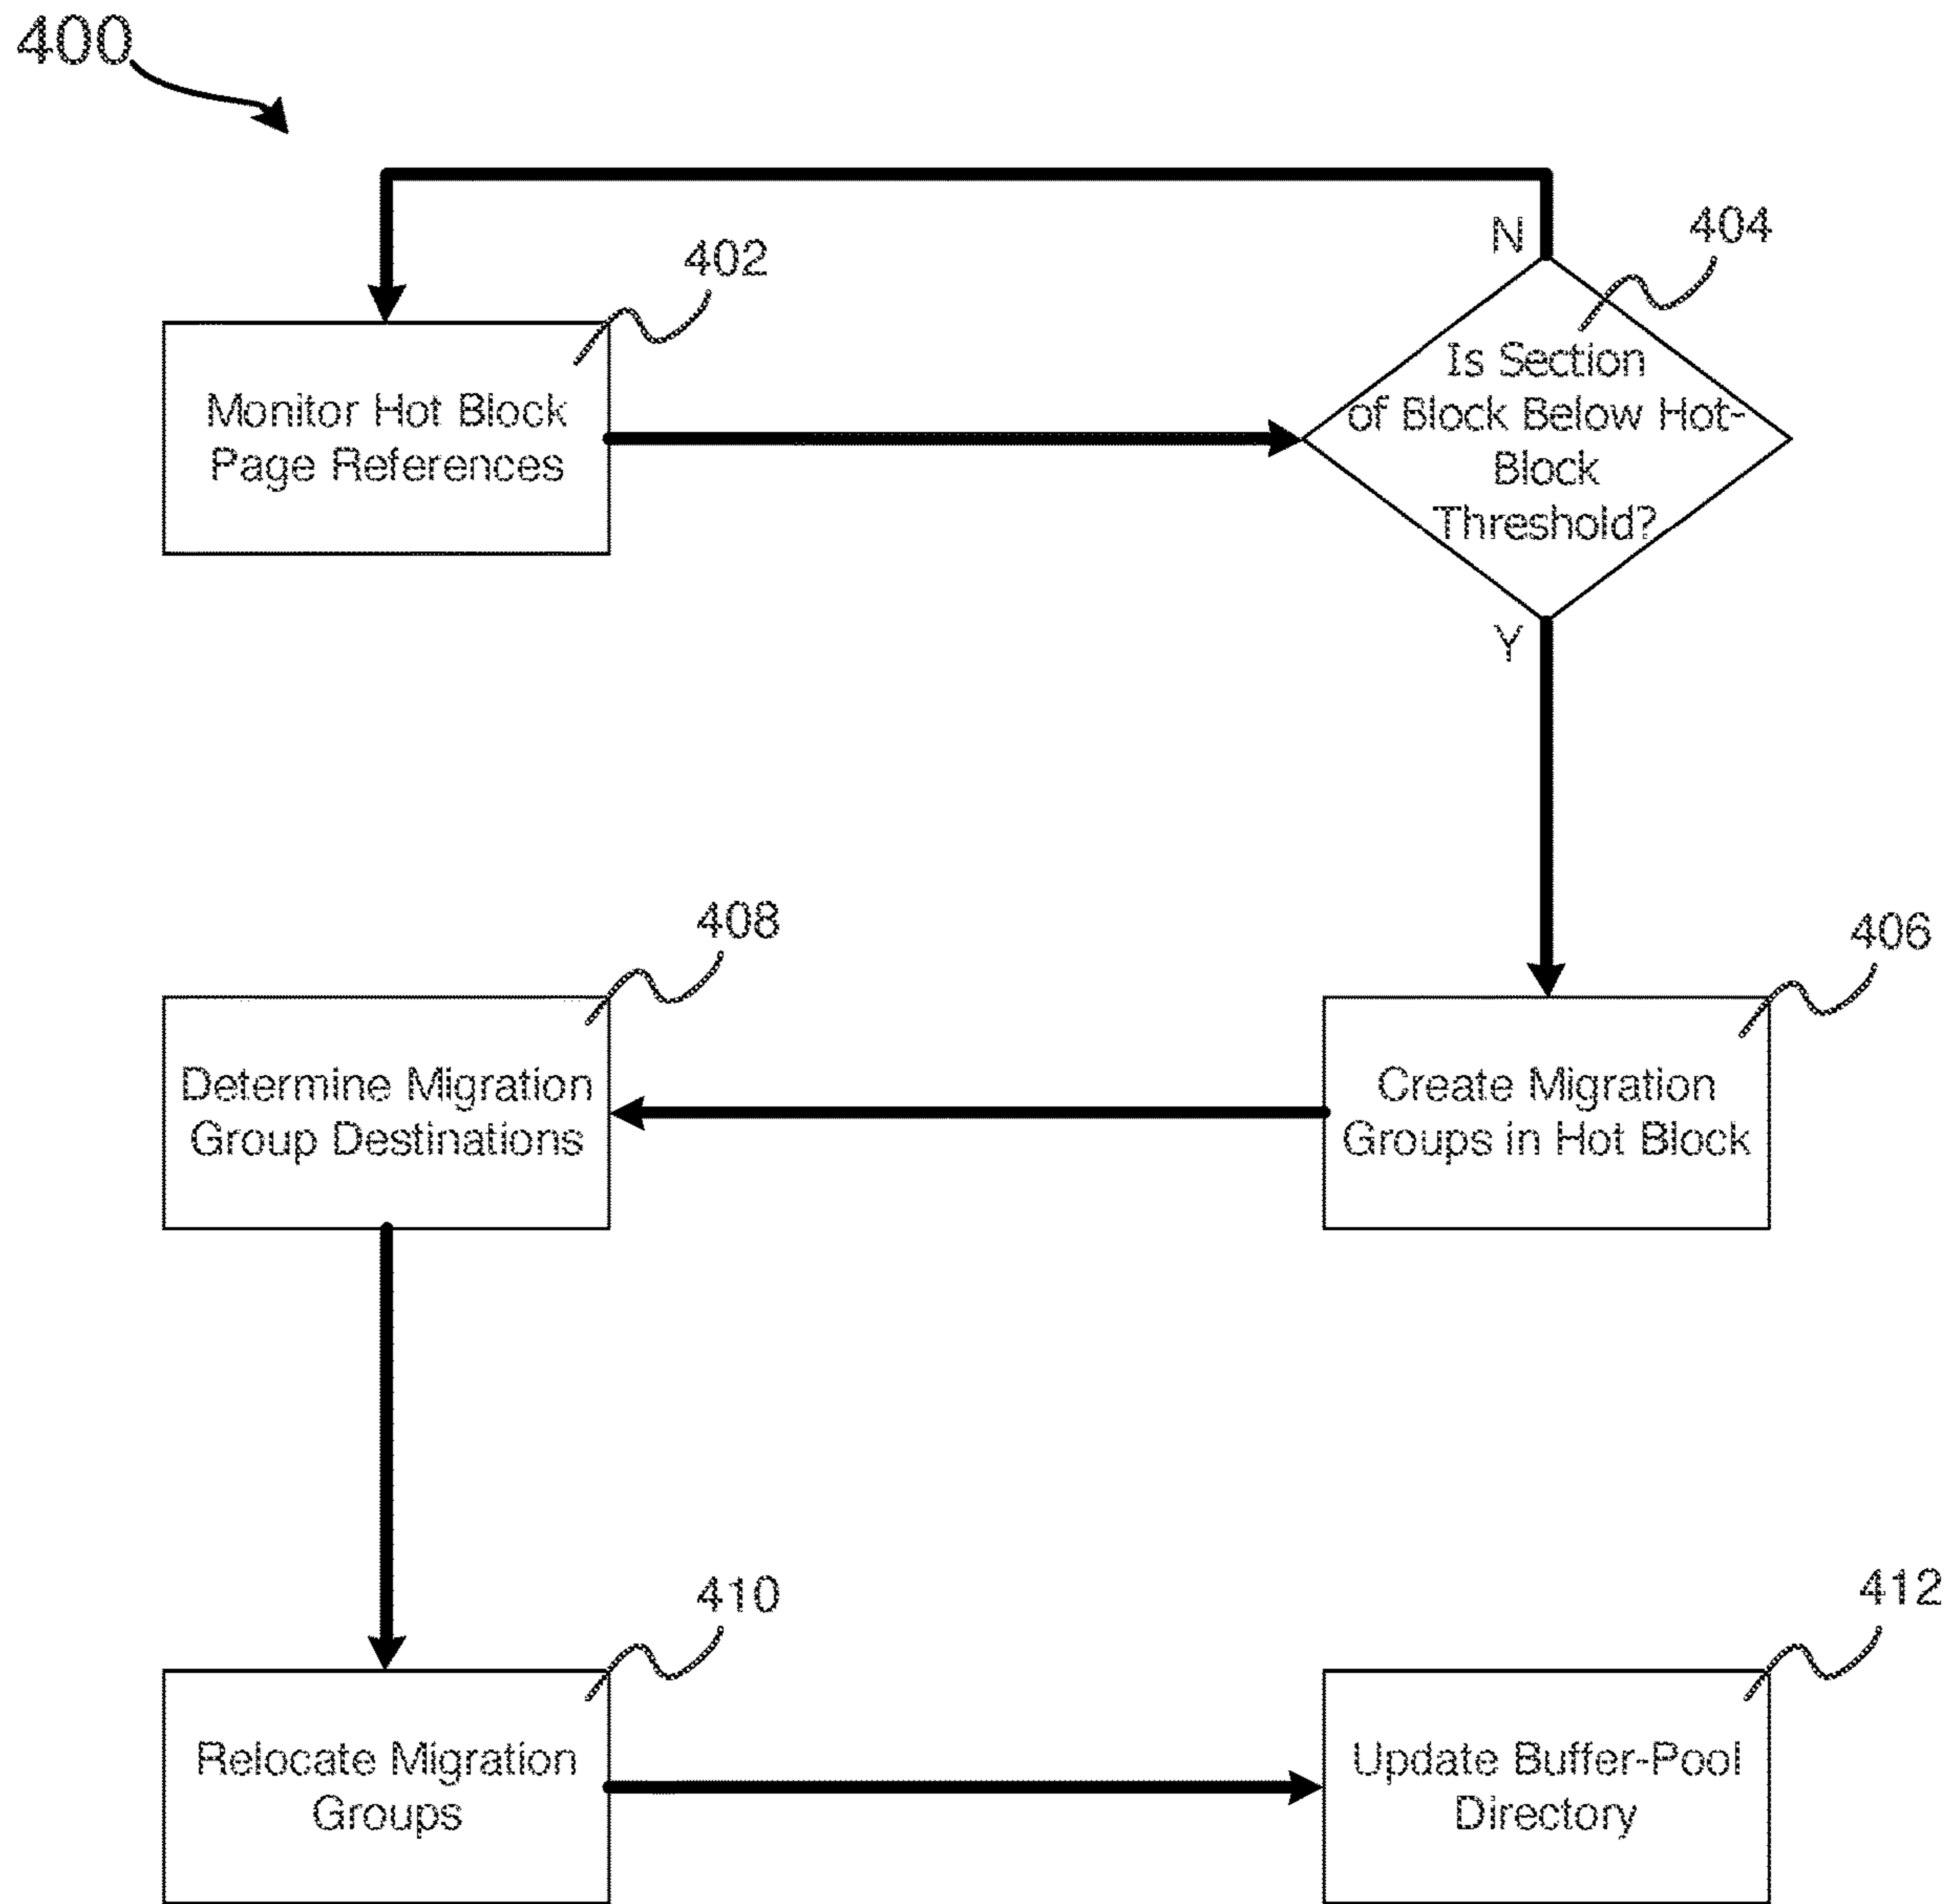 400
402
Monitor Hot Block
Page References
N
404
Is Section
of Block Below Hot-
Block
Threshold?
Y
406
Create Migration
Groups in Hot Block
408
Determine Migration
Group Destinations
410
Relocate Migration
Groups
412
Update Buffer-Pool
Directory